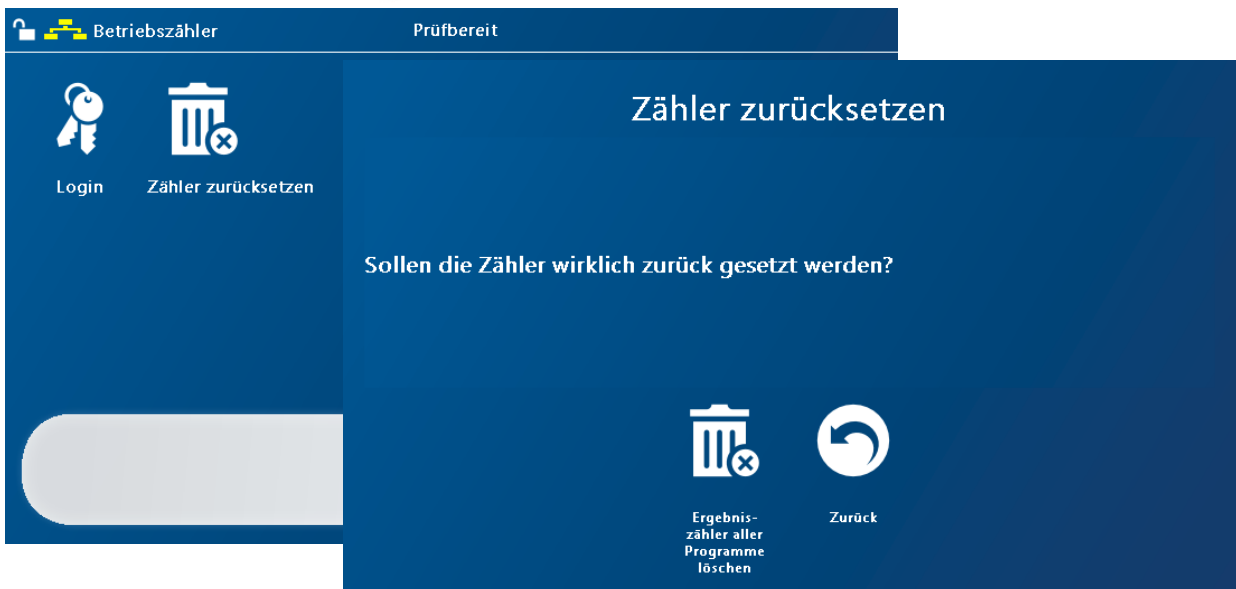 Betriebszähler
Prüfbereit
Login
Zähler zurücksetzen
Zähler zurücksetzen
Sollen die Zähler wirklich zurück gesetzt werden?
Ergebnis-
zähler aller
Programme
löschen
Zurück